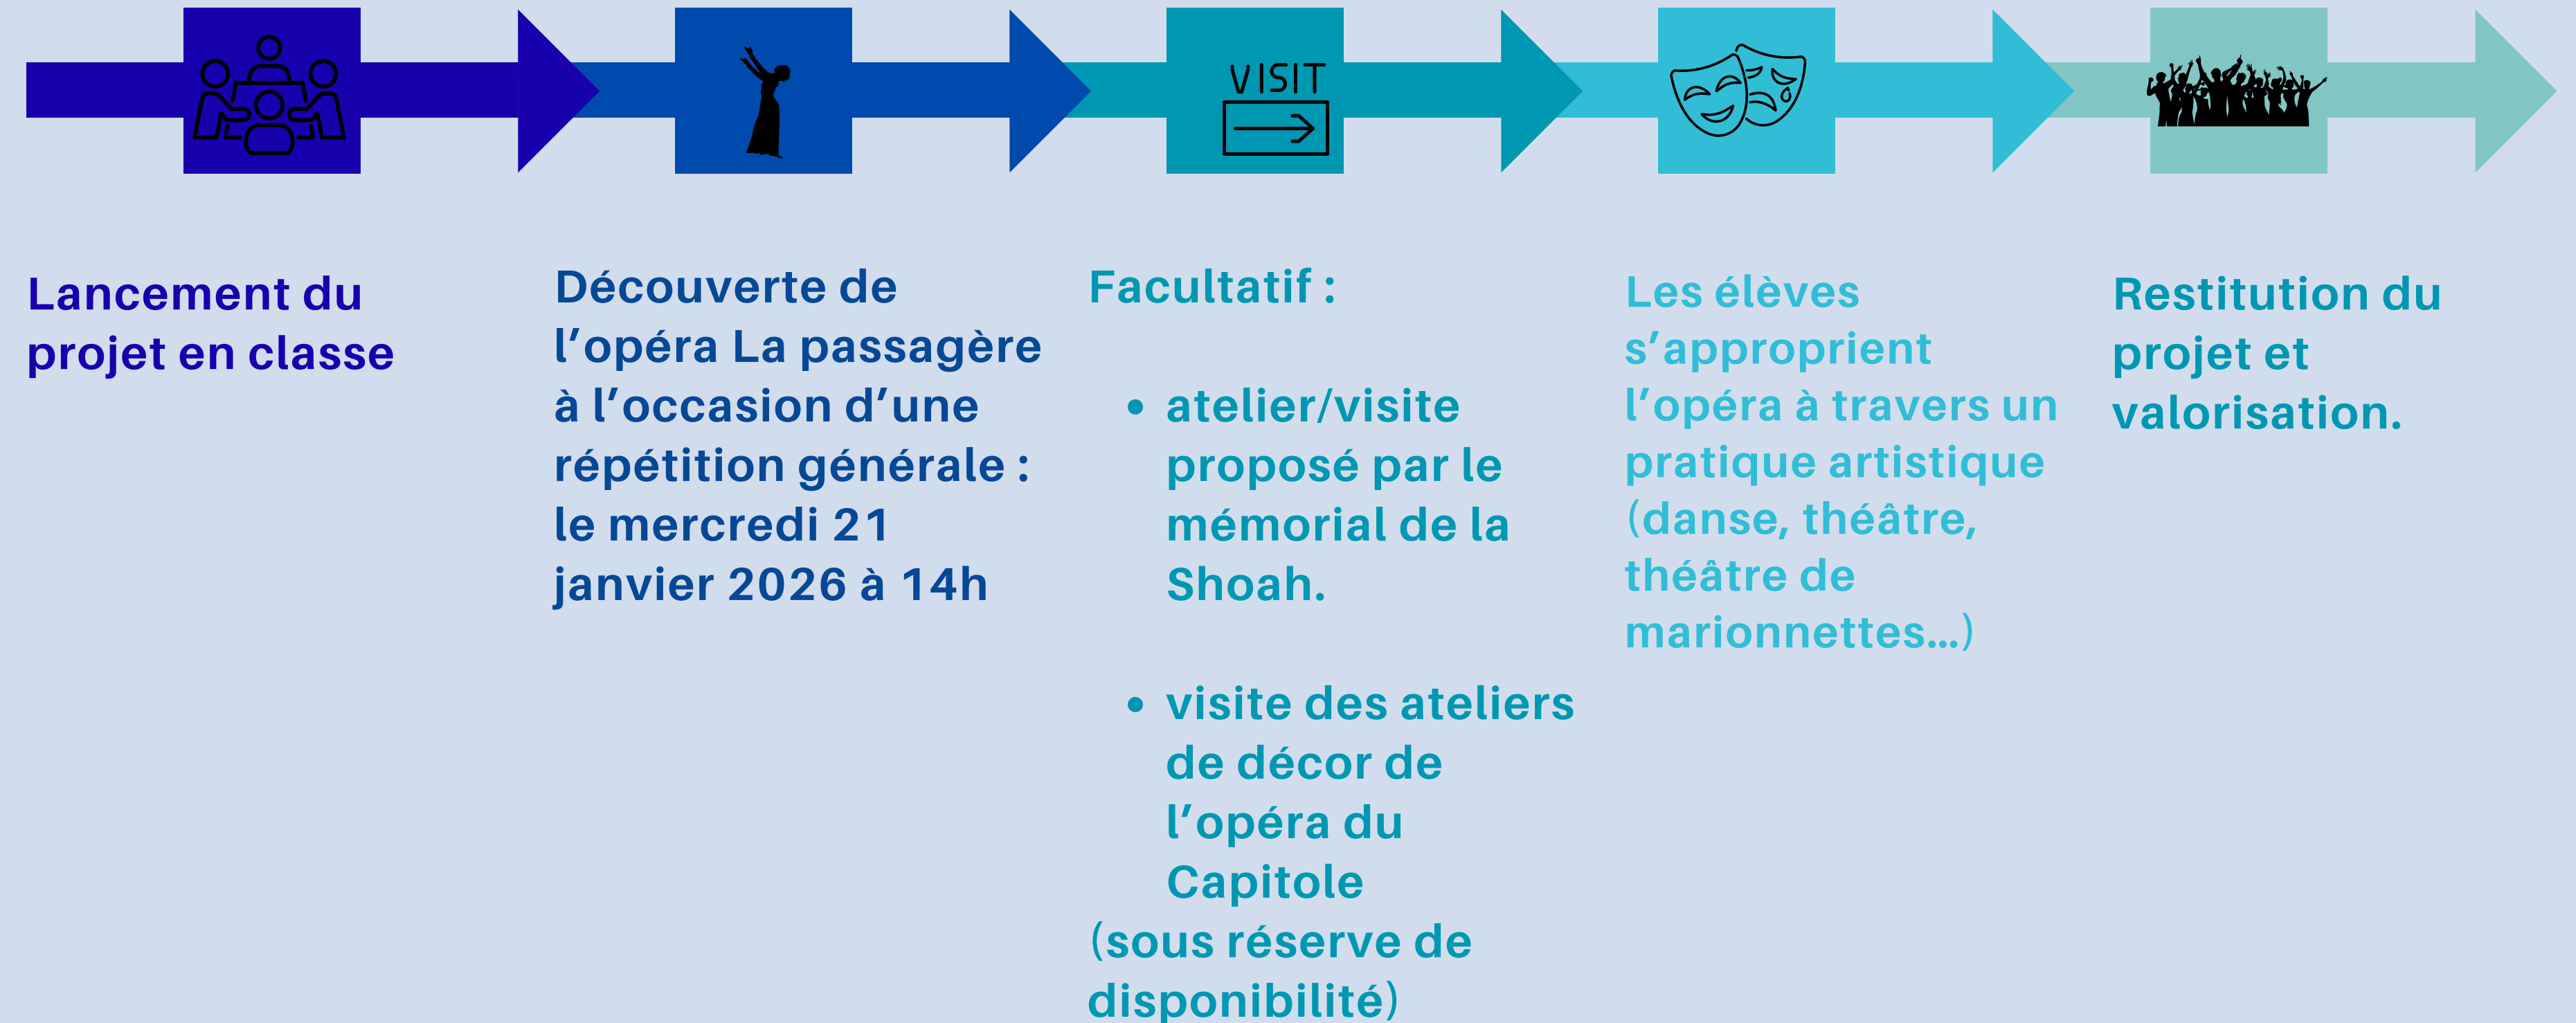 VISIT
Lancement du
projet en classe
Découverte de
l’opéra La passagère
à l’occasion d’une
répétition générale :
le mercredi 21
janvier 2026 à 14h
Facultatif :
• atelier/visite
proposé par le
mémorial de la
Shoah.
• visite des ateliers
de décor de
l’opéra du
Capitole
(sous réserve de
disponibilité)
Les élèves
s’approprient
l’opéra à travers un
pratique artistique
(danse, théâtre,
théâtre de
marionnettes...)
Restitution du
projet et
valorisation.